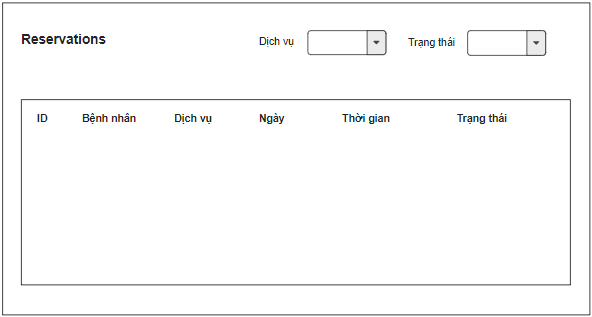 Reservations
Dịch vụ
Trạng thái
ID Bệnh nhân Dịch vụ Ngày Thời gian Trạng thái